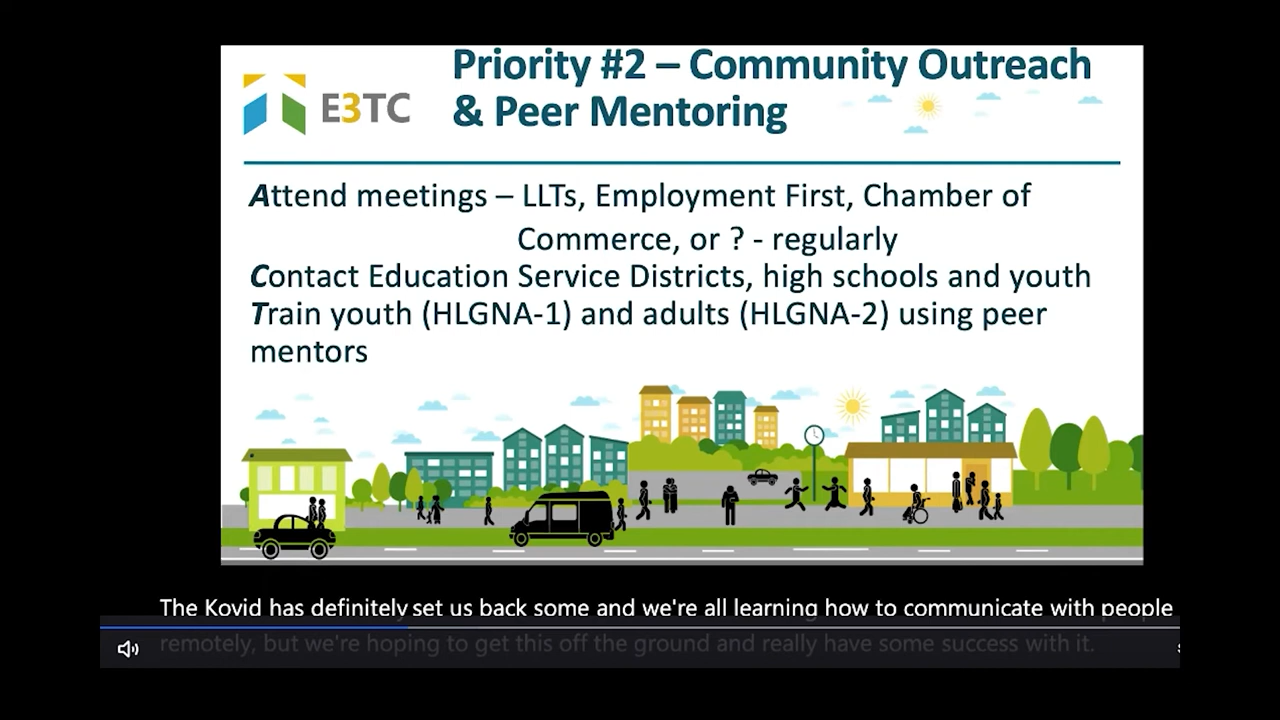 Priority #2 – Community Outreach
& Peer Mentoring
E3TC
Attend meetings – LLTs, Employment First, Chamber of
Commerce, or ? - regularly
Contact Education Service Districts, high schools and youth
Train youth (HLGNA-1) and adults (HLGNA-2) using peer
mentors
The Kovid has definitely set us back some and we're all learning how to communicate with people
remotely, but we're hoping to get this off the ground and really have some success with it.